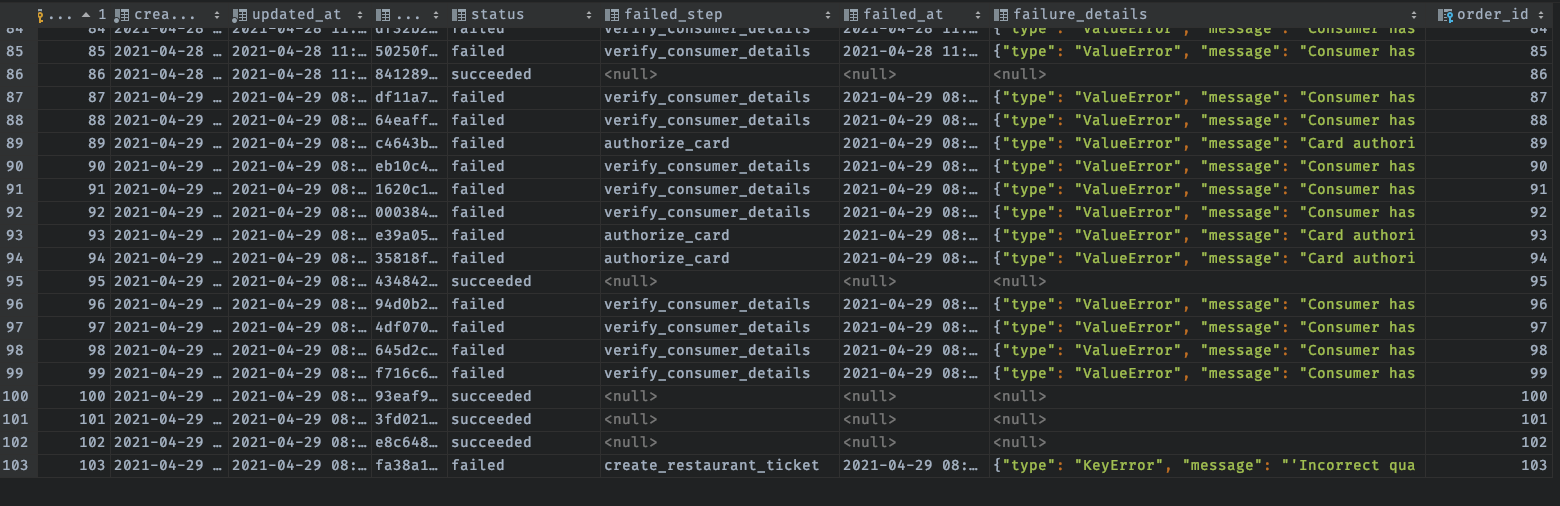 ... 1 crea... updated_at ... status failed_step failed_at failure_details order_id
84 84 2021-04-28 ... 2021-04-28 11:... df32b2... failed verify_consumer_details 2021-04-28 11:... {"type": "ValueError", "message": "Consumer has 84
85 85 2021-04-28 ... 2021-04-28 11:... 50250f... failed verify_consumer_details 2021-04-28 11:... {"type": "ValueError", "message": "Consumer has 85
86 86 2021-04-28 ... 2021-04-28 11:... 841289... succeeded <null> <null> <null> 86
87 87 2021-04-29 ... 2021-04-29 08:... df11a7... failed verify_consumer_details 2021-04-29 08:... {"type": "ValueError", "message": "Consumer has 87
88 88 2021-04-29 ... 2021-04-29 08:... 64eaff... failed verify_consumer_details 2021-04-29 08:... {"type": "ValueError", "message": "Consumer has 88
89 89 2021-04-29 ... 2021-04-29 08:... c4643b... failed authorize_card 2021-04-29 08:... {"type": "ValueError", "message": "Card authori 89
90 90 2021-04-29 ... 2021-04-29 08:... eb10c4... failed verify_consumer_details 2021-04-29 08:... {"type": "ValueError", "message": "Consumer has 90
91 91 2021-04-29 ... 2021-04-29 08:... 1620c1... failed verify_consumer_details 2021-04-29 08:... {"type": "ValueError", "message": "Consumer has 91
92 92 2021-04-29 ... 2021-04-29 08:... 000384... failed verify_consumer_details 2021-04-29 08:... {"type": "ValueError", "message": "Consumer has 92
93 93 2021-04-29 ... 2021-04-29 08:... e39a05... failed authorize_card 2021-04-29 08:... {"type": "ValueError", "message": "Card authori 93
94 94 2021-04-29 ... 2021-04-29 08:... 35818f... failed authorize_card 2021-04-29 08:... {"type": "ValueError", "message": "Card authori 94
95 95 2021-04-29 ... 2021-04-29 08:... 434842... succeeded <null> <null> <null> 95
96 96 2021-04-29 ... 2021-04-29 08:... 94d0b2... failed verify_consumer_details 2021-04-29 08:... {"type": "ValueError", "message": "Consumer has 96
97 97 2021-04-29 ... 2021-04-29 08:... 4df070... failed verify_consumer_details 2021-04-29 08:... {"type": "ValueError", "message": "Consumer has 97
98 98 2021-04-29 ... 2021-04-29 08:... 645d2c... failed verify_consumer_details 2021-04-29 08:... {"type": "ValueError", "message": "Consumer has 98
99 99 2021-04-29 ... 2021-04-29 08:... f716c6... failed verify_consumer_details 2021-04-29 08:... {"type": "ValueError", "message": "Consumer has 99
100 100 2021-04-29 ... 2021-04-29 08:... 93eaf9... succeeded <null> <null> <null> 100
101 101 2021-04-29 ... 2021-04-29 08:... 3fd021... succeeded <null> <null> <null> 101
102 102 2021-04-29 ... 2021-04-29 08:... e8c648... succeeded <null> <null> <null> 102
103 103 2021-04-29 ... 2021-04-29 08:... fa38a1... failed create_restaurant_ticket 2021-04-29 08:... {"type": "KeyError", "message": "'Incorrect qua 103